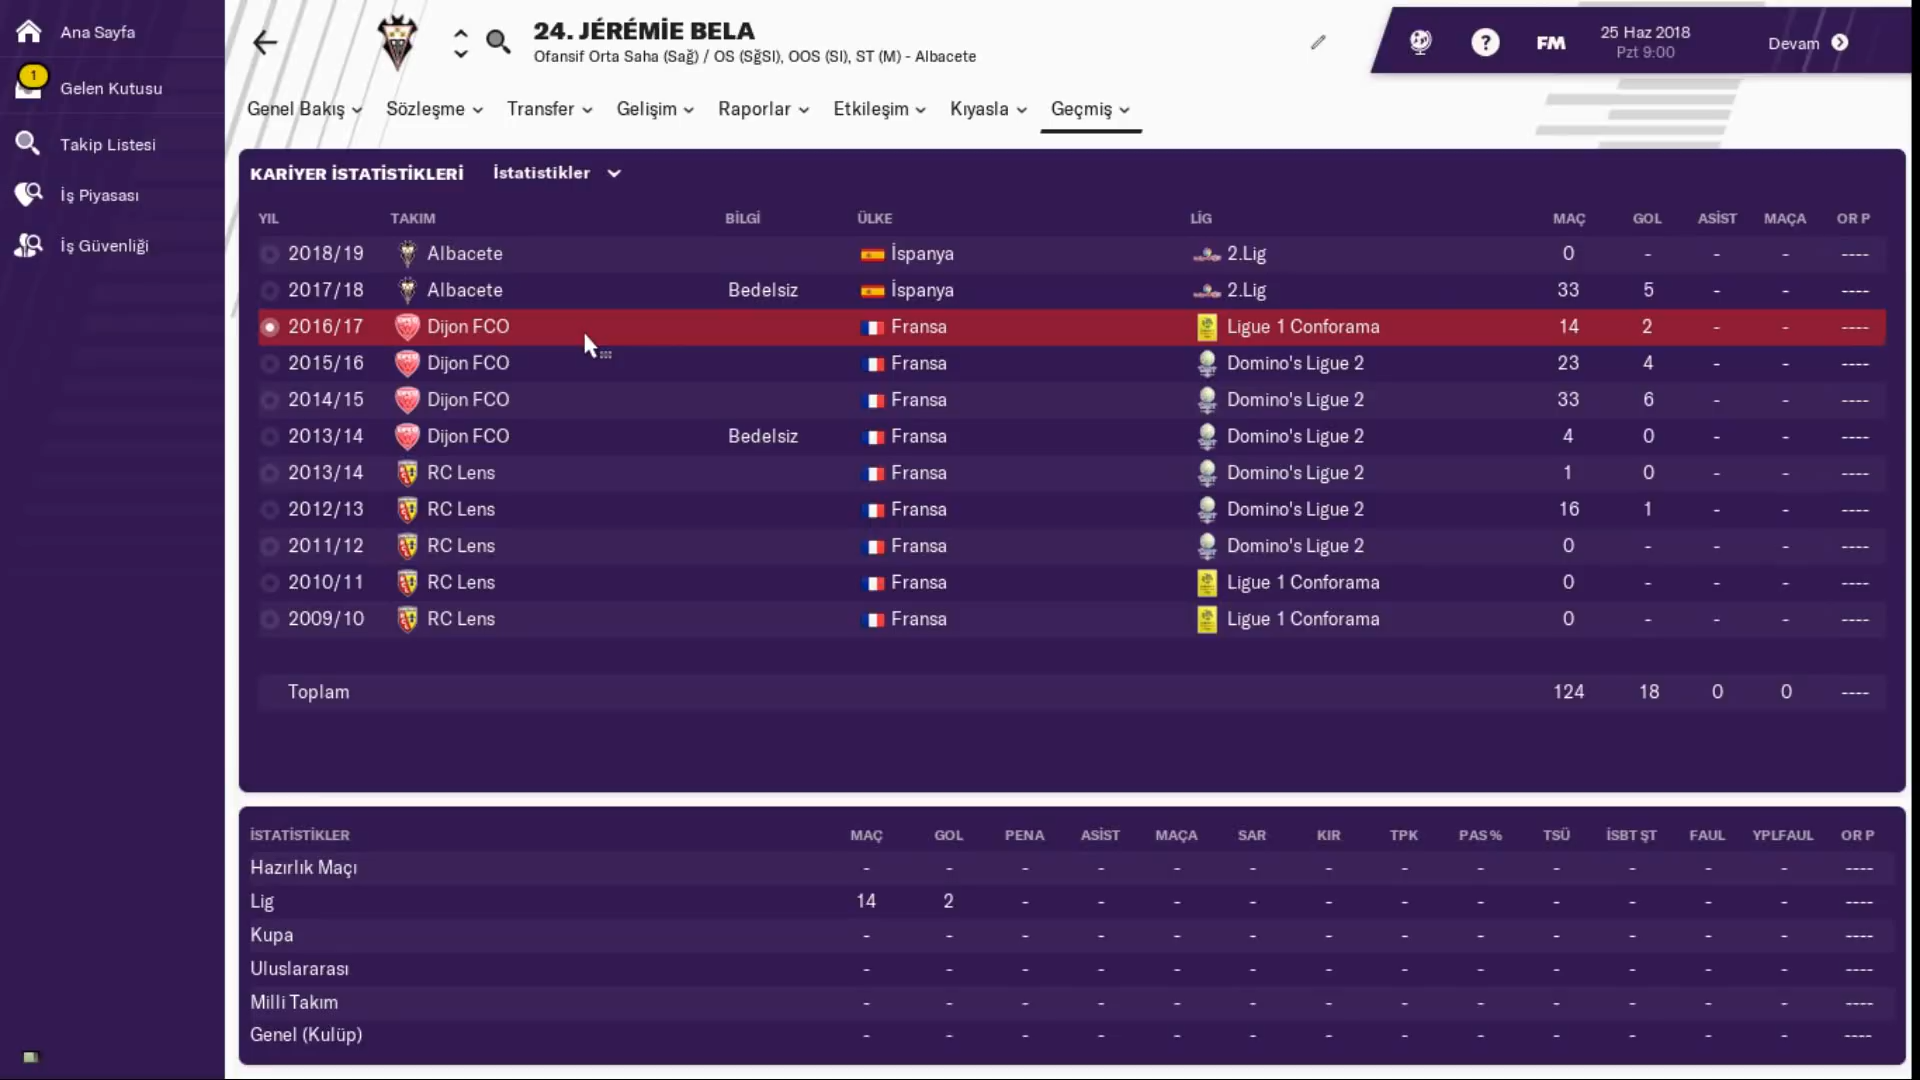 Ana Sayfa
1
Gelen Kutusu
Takip Listesi
İş Piyasası
İş Güvenliği
24. JÉRÉMIE BELA
Ofansif Orta Saha (Sağ) / OS (SğSl), OOS (Sl), ST (M) - Albacete
? FM 25 Haz 2018 Devam
Pzt 9:00
Genel Bakış Sözleşme Transfer Gelişim Raporlar Etkileşim Kıyasla Geçmiş
KARİYER İSTATİSTİKLERİ İstatistikler
YIL TAKIM BİLGİ ÜLKE LİG MAÇ GOL ASİST MAÇA OR P
2018/19 Albacete İspanya 2.Lig 0 - - - ----
2017/18 Albacete Bedelsiz İspanya 2.Lig 33 5 - - ----
2016/17 Dijon FCO Fransa Ligue 1 Conforama 14 2 - - ----
2015/16 Dijon FCO Fransa Domino's Ligue 2 23 4 - - ----
2014/15 Dijon FCO Fransa Domino's Ligue 2 33 6 - - ----
2013/14 Dijon FCO Bedelsiz Fransa Domino's Ligue 2 4 0 - - ----
2013/14 RC Lens Fransa Domino's Ligue 2 1 0 - - ----
2012/13 RC Lens Fransa Domino's Ligue 2 16 1 - - ----
2011/12 RC Lens Fransa Domino's Ligue 2 0 - - - ----
2010/11 RC Lens Fransa Ligue 1 Conforama 0 - - - ----
2009/10 RC Lens Fransa Ligue 1 Conforama 0 - - - ----
Toplam 124 18 0 0 ----
İSTATİSTİKLER MAÇ GOL PENA ASİST MAÇA SAR KIR TPK PAS % TSÜ İSBT ŞT FAUL YPLFAUL OR P
Hazırlık Maçı - - - - - - - - - - - - - ----
Lig 14 2 - - - - - - - - - - - ----
Kupa - - - - - - - - - - - - - ----
Uluslararası - - - - - - - - - - - - - ----
Milli Takım - - - - - - - - - - - - - ----
Genel (Kulüp) - - - - - - - - - - - - - ----